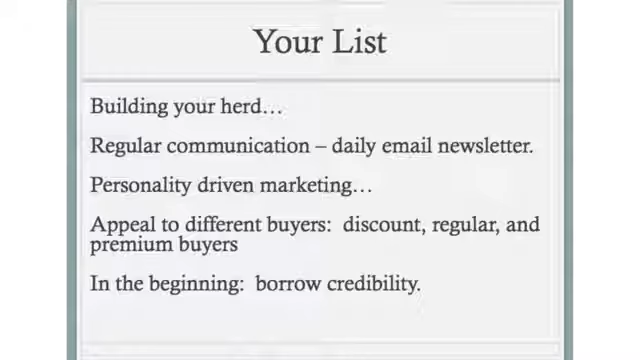 Your List
Building your herd…
Regular communication – daily email newsletter.
Personality driven marketing…
Appeal to different buyers:  discount, regular, and
premium buyers
In the beginning:  borrow credibility.